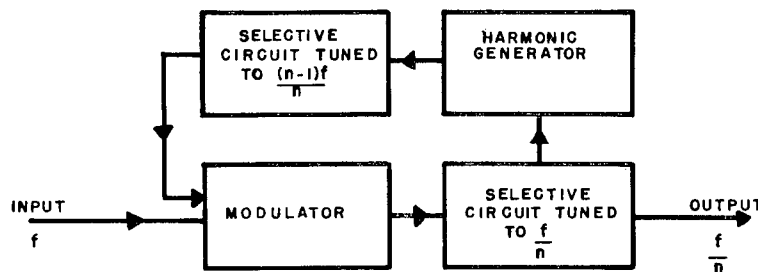 SELECTIVE
CIRCUIT TUNED
TO (n-1)f
n
HARMONIC
GENERATOR
INPUT
f
MODULATOR
SELECTIVE
CIRCUIT TUNED
TO f
n
OUTPUT
f
n